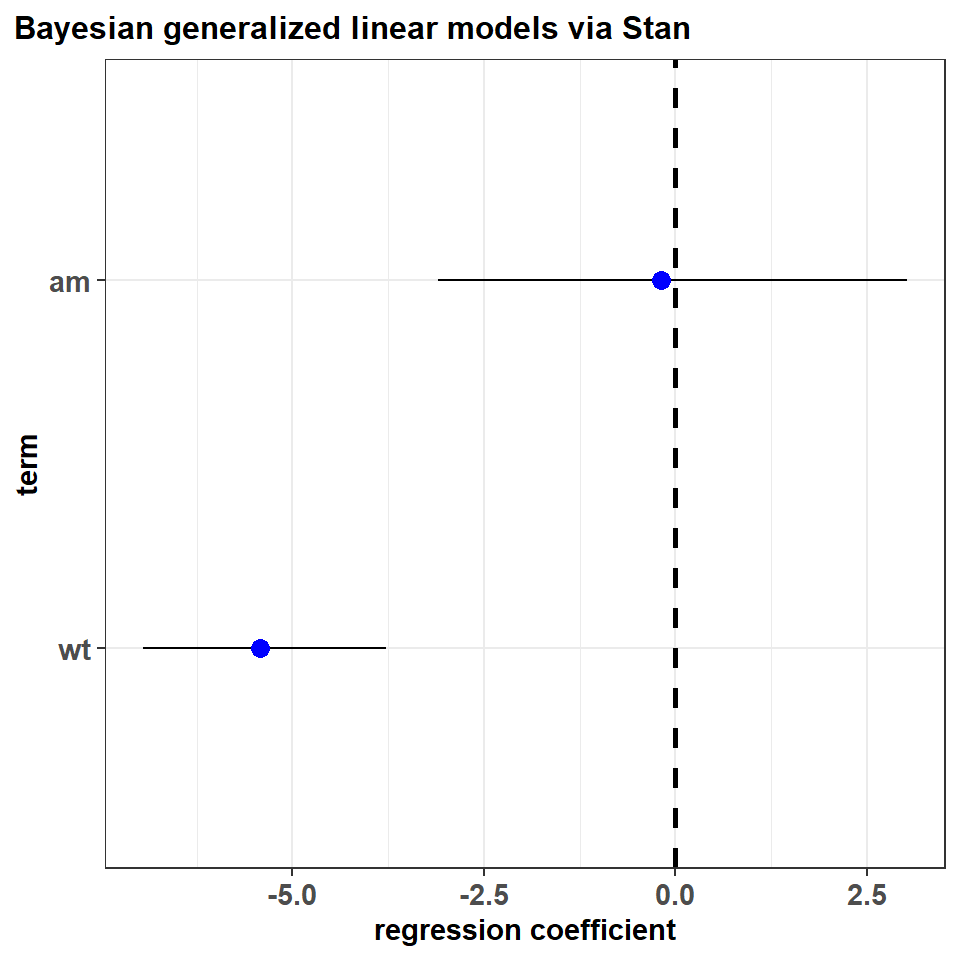 Bayesian generalized linear models via Stan
am
term
wt
-5.0 -2.5 0.0 2.5
regression coefficient